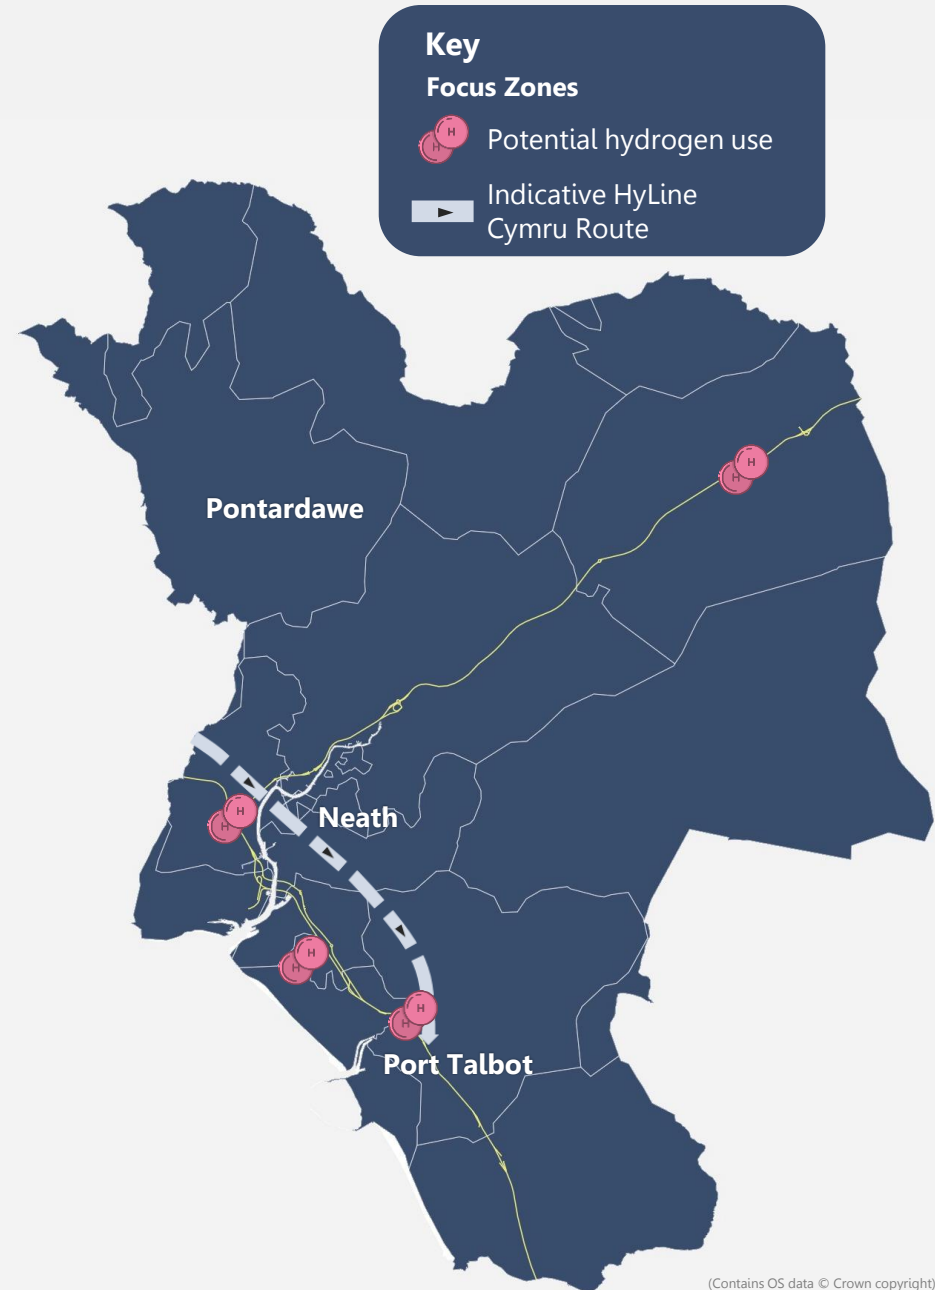 Key
Focus Zones
H
H
Potential hydrogen use
Indicative HyLine
Cymru Route
H
H
Pontardawe
H
H
Neath
H
H
H
H
Port Talbot
(Contains OS data © Crown copyright)